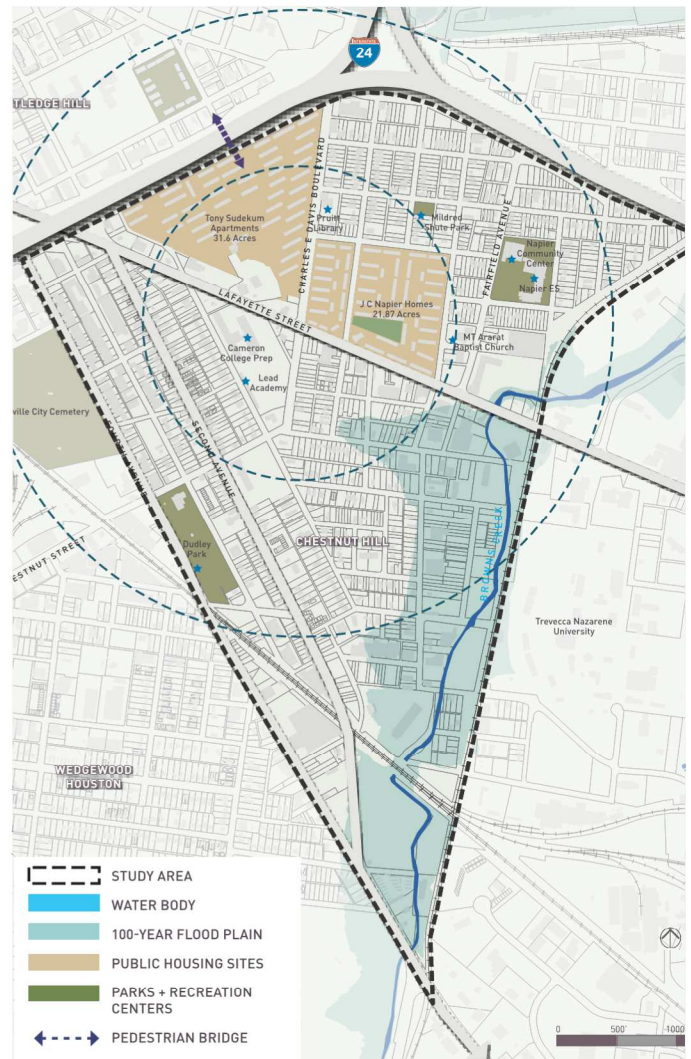 INTERSTATE
24
TLEDGE HILL
CHARLES E DAVIS BOULEVARD
Tony Sudekum
Apartments
31.6 Acres
Pruitt
Library
Mildred
Shute Park
FAIRFIELD AVENUE
Napier
Community
Center
Napier ES
LAFAYETTE STREET
J C Napier Homes
21.87 Acres
MT Ararat
Baptist Church
Cameron
College Prep
Lead
Academy
ville City Cemetery
FOURTH AVENUE
SECOND AVENUE
ESTNUT STREET
Dudley
Park
CHESTNUT HILL
BROWNS CREEK
Trevecca Nazarene
University
WEDGEWOOD
HOUSTON
STUDY AREA
WATER BODY
100-YEAR FLOOD PLAIN
PUBLIC HOUSING SITES
PARKS + RECREATION
CENTERS
PEDESTRIAN BRIDGE
0 500 100